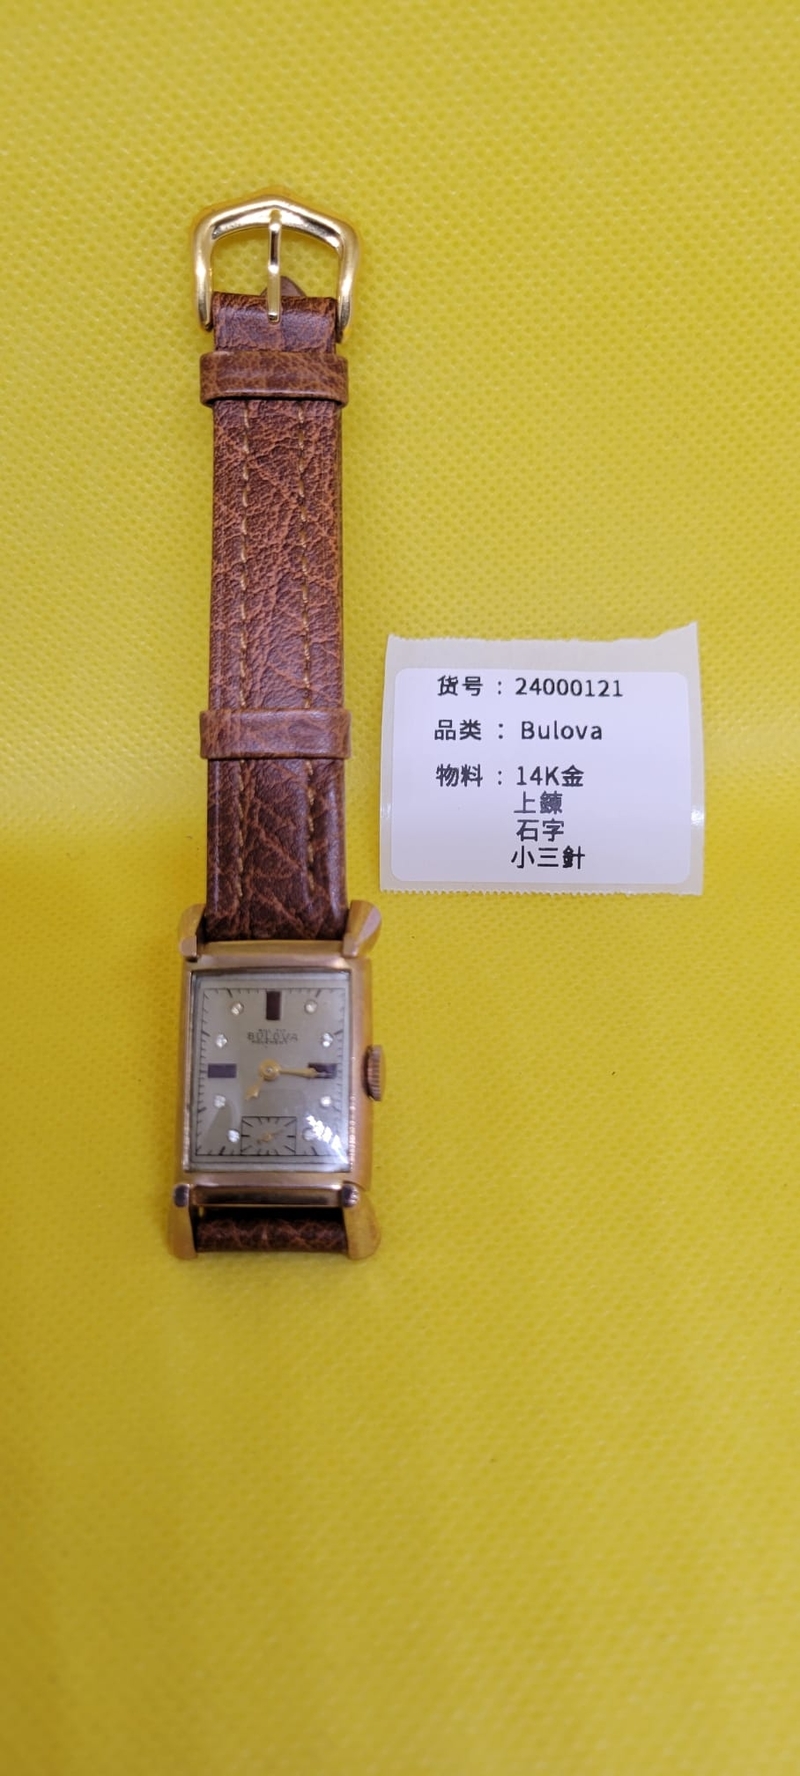 BULOVA
货号：24000121
品类：Bulova
物料：14K金
上鍊
石字
小三針